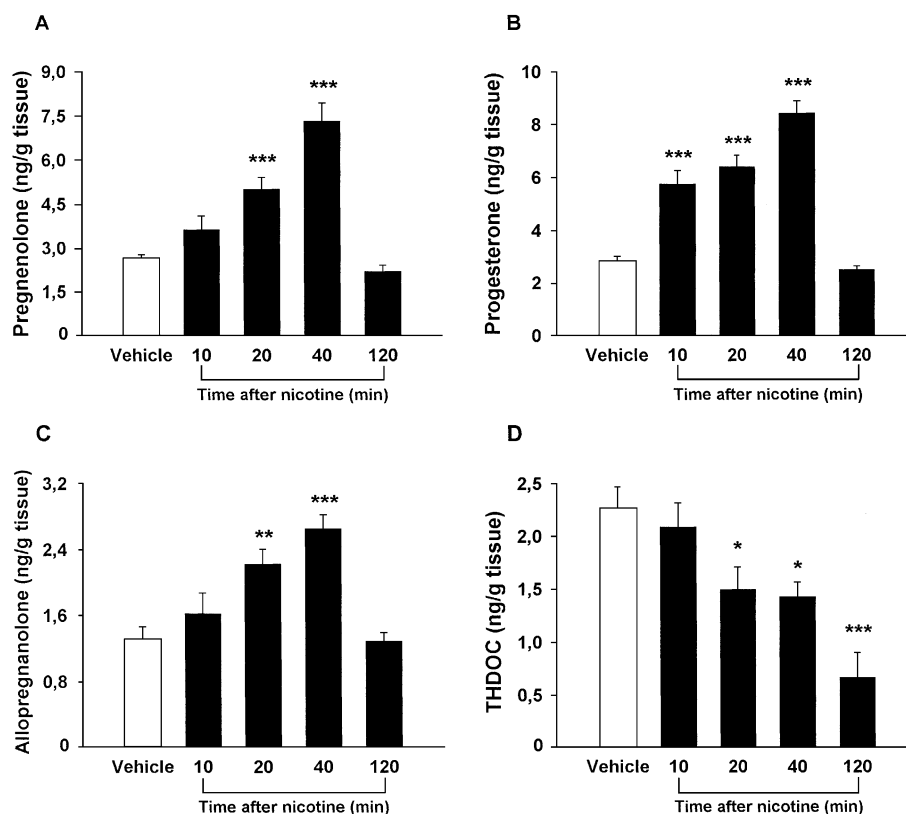 A
Pregnenolone (ng/g tissue)
9,0
7,5
6,0
4,5
3,0
1,5
0
***
***
Vehicle 10 20 40 120
Time after nicotine (min)
B
Progesterone (ng/g tissue)
10
8
6
4
2
0
***
***
***
Vehicle 10 20 40 120
Time after nicotine (min)
C
Allopregnanolone (ng/g tissue)
3,2
2,4
1,6
0,8
0
**
***
Vehicle 10 20 40 120
Time after nicotine (min)
D
THDOC (ng/g tissue)
2,5
2,0
1,5
1,0
0,5
0
*
*
***
Vehicle 10 20 40 120
Time after nicotine (min)